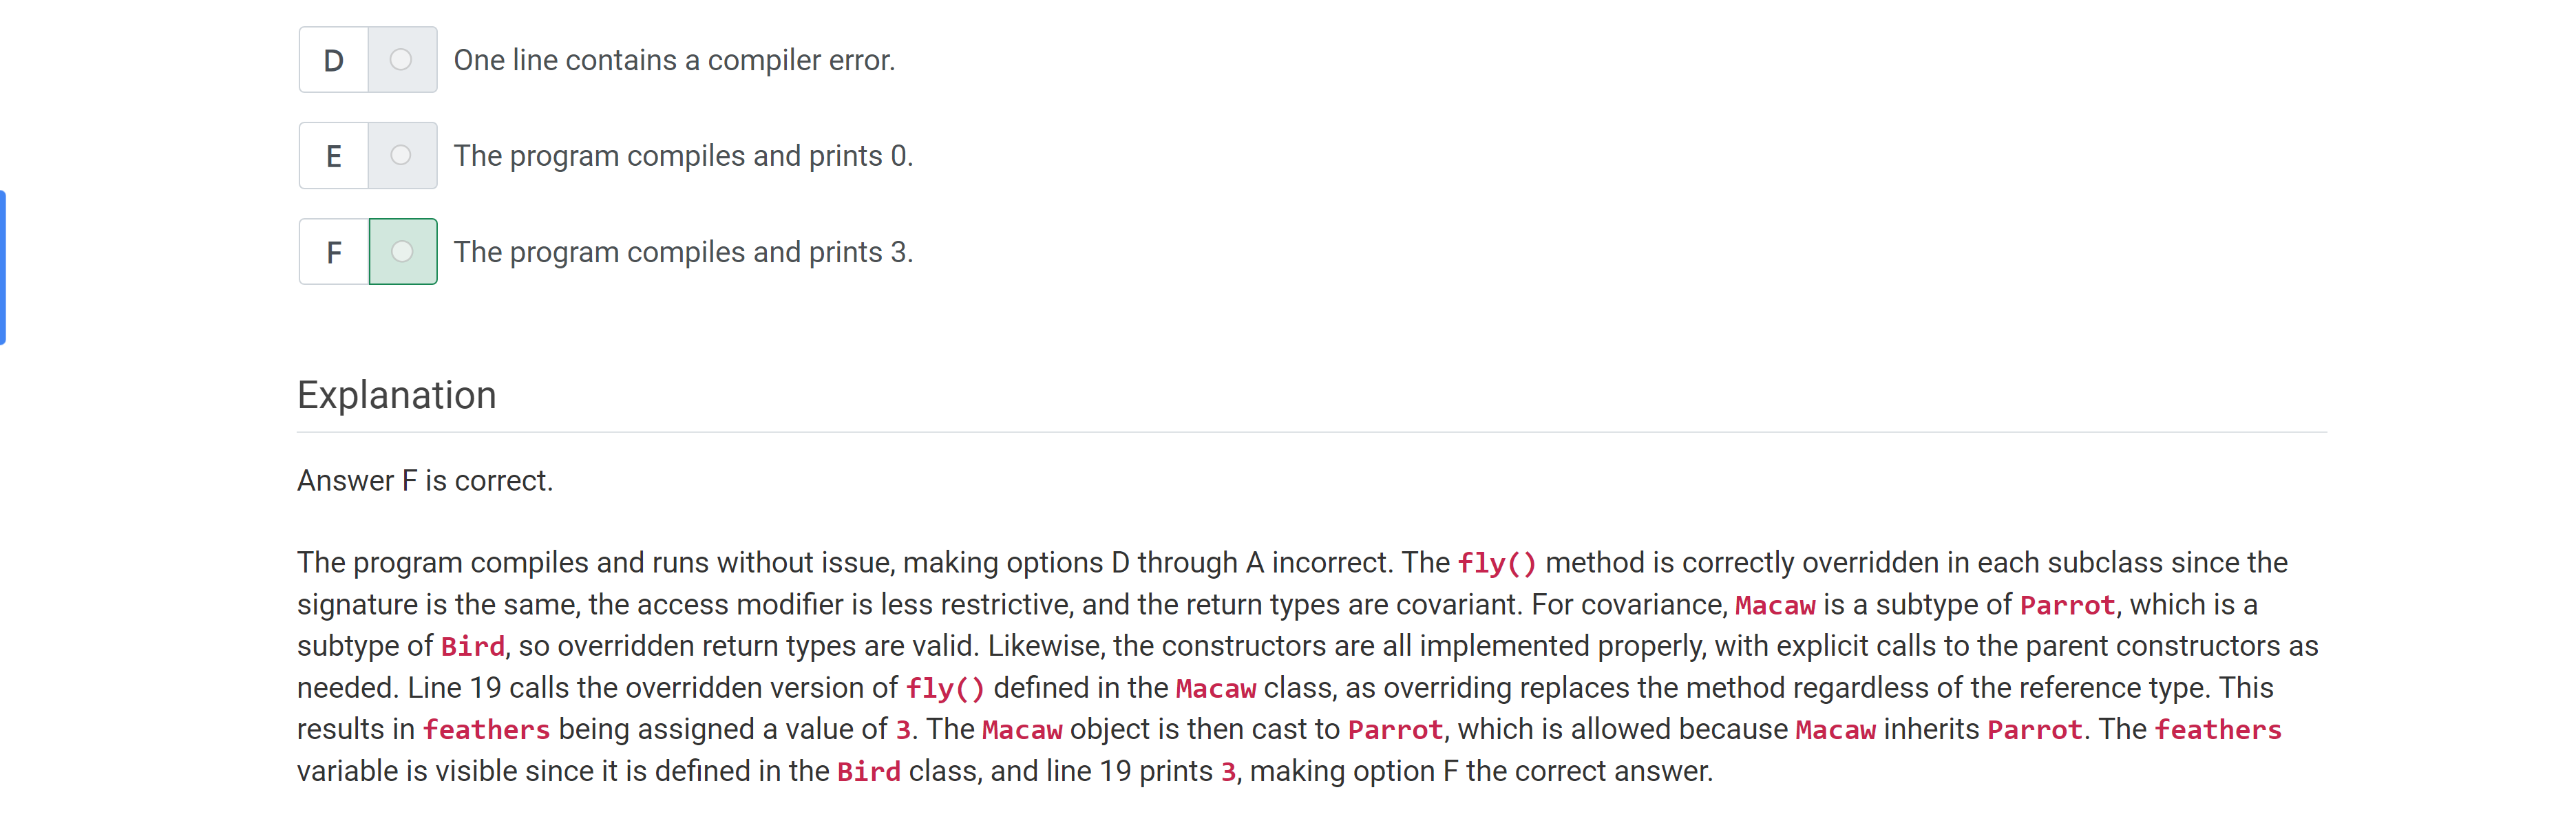 D One line contains a compiler error.
E The program compiles and prints 0.
F The program compiles and prints 3.
Explanation
Answer F is correct.
The program compiles and runs without issue, making options D through A incorrect. The fly() method is correctly overridden in each subclass since the
signature is the same, the access modifier is less restrictive, and the return types are covariant. For covariance, Macaw is a subtype of Parrot, which is a
subtype of Bird, so overridden return types are valid. Likewise, the constructors are all implemented properly, with explicit calls to the parent constructors as
needed. Line 19 calls the overridden version of fly() defined in the Macaw class, as overriding replaces the method regardless of the reference type. This
results in feathers being assigned a value of 3. The Macaw object is then cast to Parrot, which is allowed because Macaw inherits Parrot. The feathers
variable is visible since it is defined in the Bird class, and line 19 prints 3, making option F the correct answer.